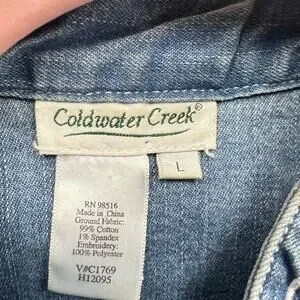 Coldwater Creek®
L
RN 98516
Made in China
Ground Fabric:
99% Cotton
1% Spandex
Embroidery:
100% Polyester
V#C1769
H12095